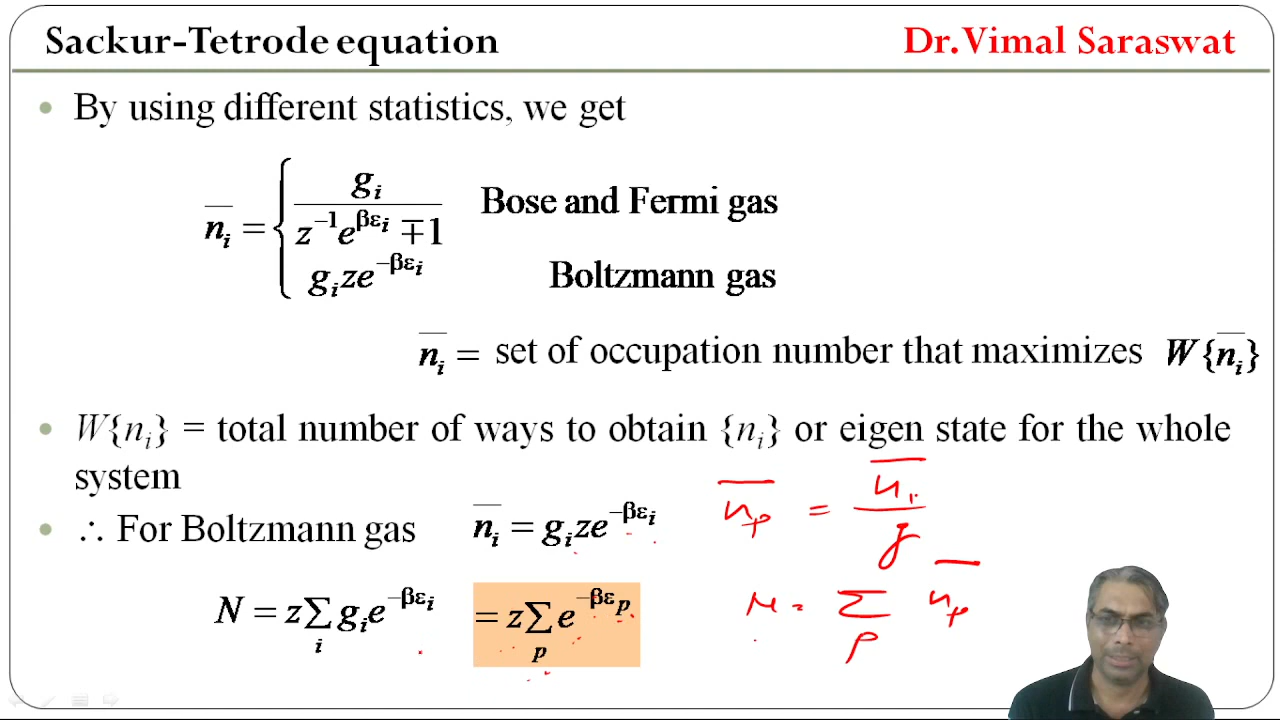 Sackur-Tetrode equation Dr. Vimal Saraswat
• By using different statistics, we get
n̅ᵢ = { gᵢ / (z⁻¹e^{βεᵢ} ∓ 1) Bose and Fermi gas
gᵢze^{−βεᵢ} Boltzmann gas
n̅ᵢ = set of occupation number that maximizes W{n̅ᵢ}
• W{nᵢ} = total number of ways to obtain {nᵢ} or eigen state for the whole
system
• ∴ For Boltzmann gas n̅ᵢ = gᵢze^{−βεᵢ} n̅ₚ = n̅ᵢ / g
N = z∑ᵢ gᵢe^{−βεᵢ} = z∑ₚ e^{−βεₚ} N = ∑ₚ n̅ₚ